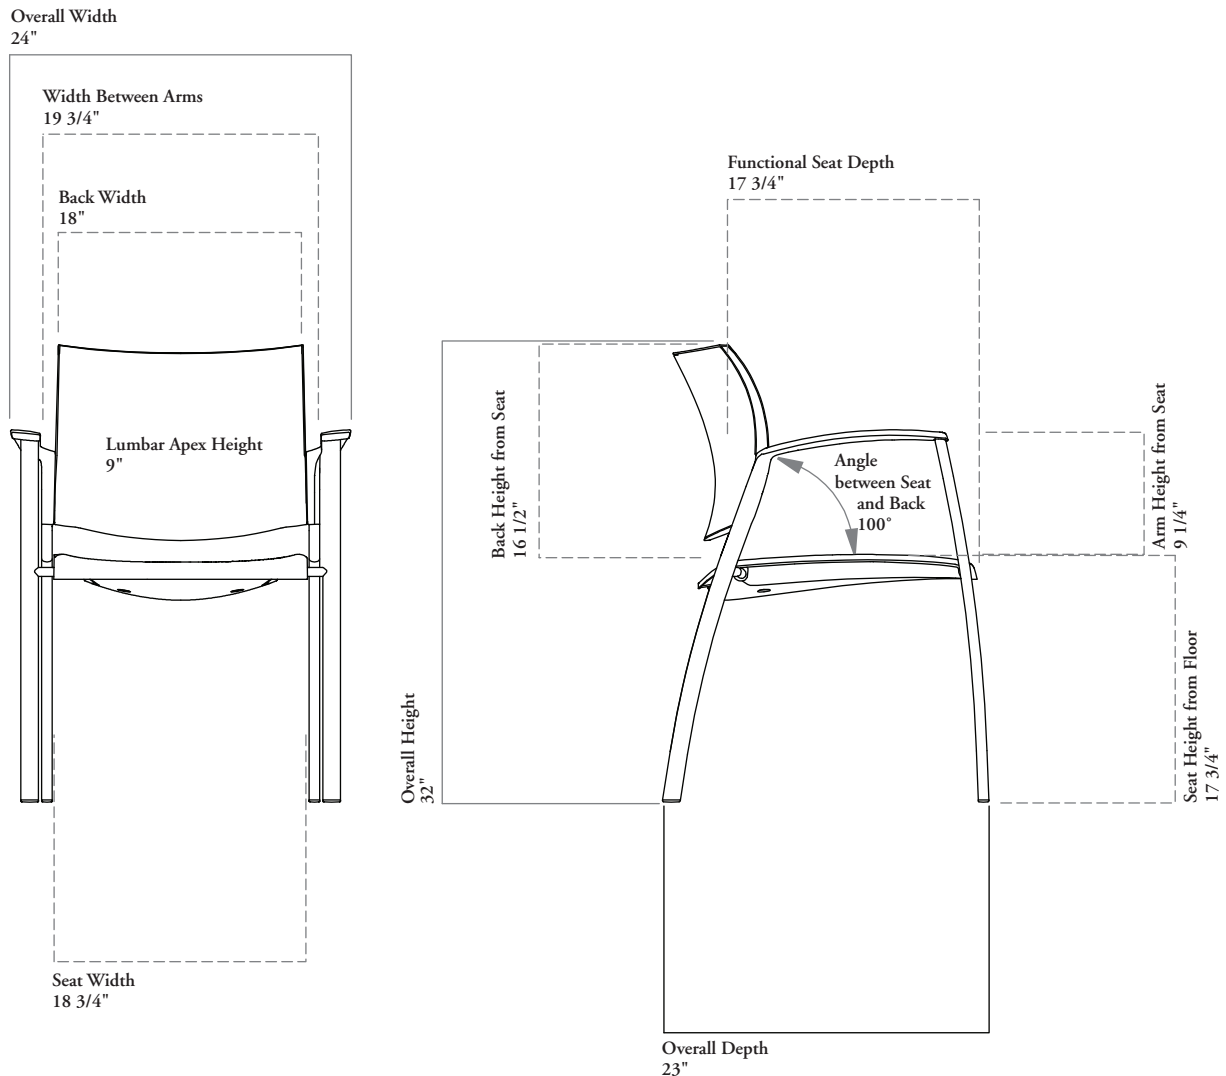 Overall Width
24"
Width Between Arms
19 3/4"
Back Width
18"
Lumbar Apex Height
9"
Seat Width
18 3/4"
Functional Seat Depth
17 3/4"
Back Height from Seat
16 1/2"
Angle
between Seat
and Back
100°
Arm Height from Seat
9 1/4"
Overall Height
32"
Seat Height from Floor
17 3/4"
Overall Depth
23"